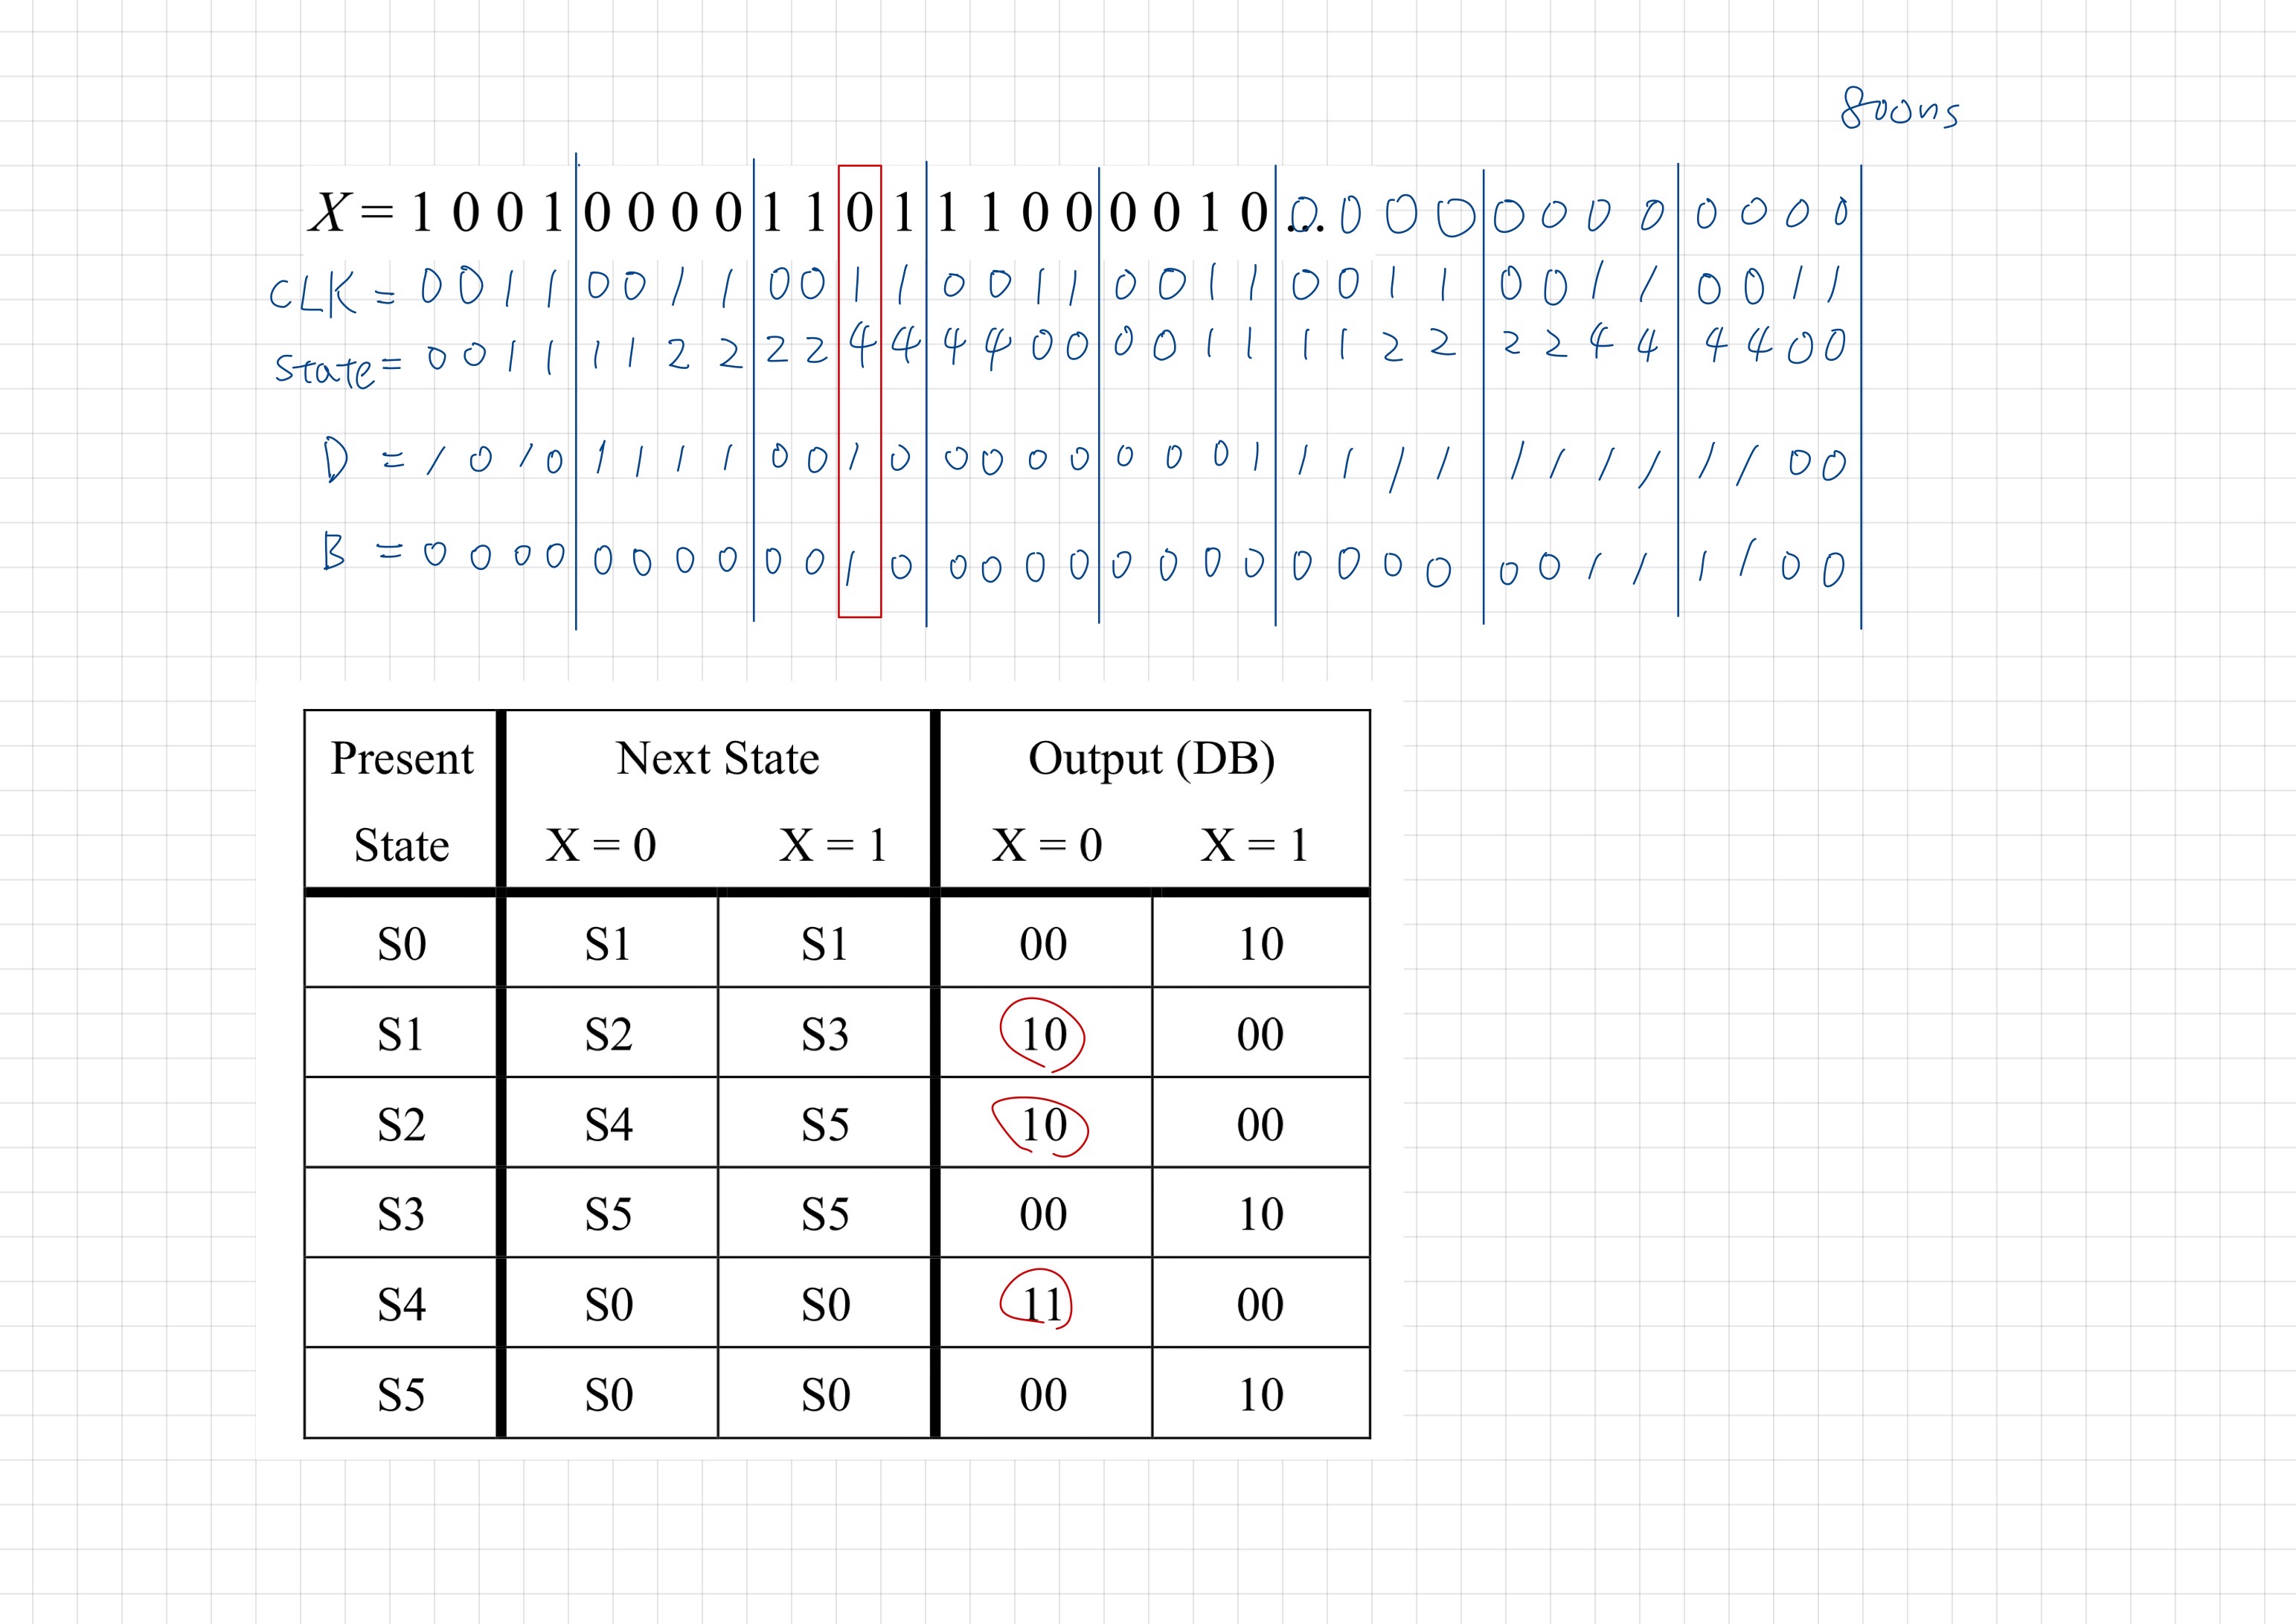 800ns
X = 1 0 0 1 0 0 0 0 1 1 0 1 1 1 0 0 0 0 1 0 ... 0 0 0 0 0 0 0 0 0 0 0 0
CLK = 0 0 1 1 0 0 1 1 0 0 1 1 0 0 1 1 0 0 1 1 0 0 1 1 0 0 1 1 0 0 1 1
state = 0 0 1 1 1 1 2 2 2 2 4 4 4 4 0 0 0 0 1 1 1 1 2 2 2 2 4 4 4 4 0 0
D = 1 0 1 0 1 1 1 1 0 0 1 0 0 0 0 0 0 0 0 1 1 1 1 1 1 1 1 1 1 1 0 0
B = 0 0 0 0 0 0 0 0 0 0 1 0 0 0 0 0 0 0 0 0 0 0 0 0 0 0 1 1 1 1 0 0
Present Next State Output (DB)
State X = 0 X = 1 X = 0 X = 1
S0 S1 S1 00 10
S1 S2 S3 10 00
S2 S4 S5 10 00
S3 S5 S5 00 10
S4 S0 S0 11 00
S5 S0 S0 00 10